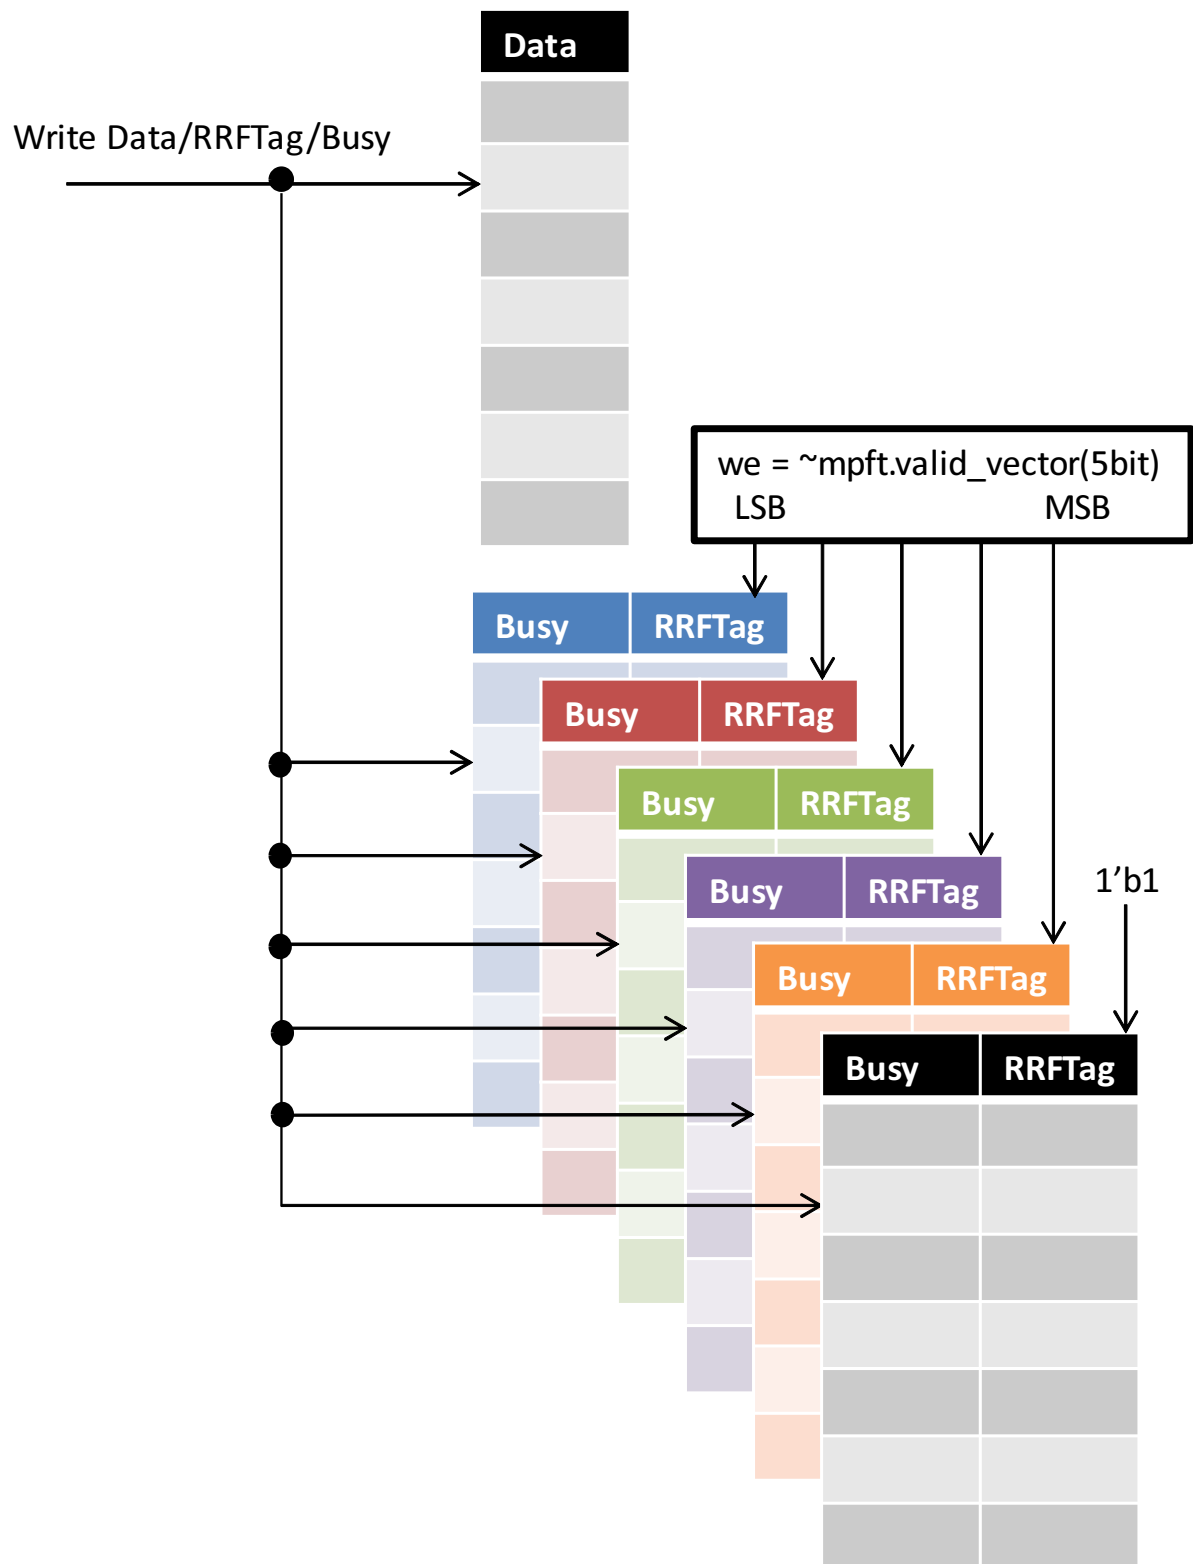 Data
Write Data/RRFTag/Busy
we = ~mpft.valid_vector(5bit)
LSB MSB
Busy RRFTag
Busy RRFTag
Busy RRFTag
Busy RRFTag
1’b1
Busy RRFTag
Busy RRFTag